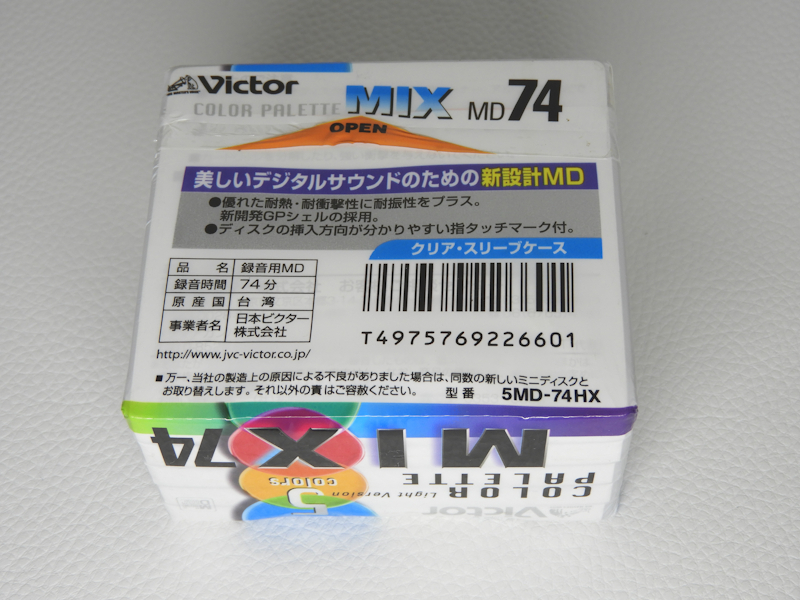 Victor
COLOR PALETTE MIX MD74
OPEN
美しいデジタルサウンドのための新設計MD
●優れた耐熱・耐衝撃性に耐振性をプラス。
新開発GPシェルの採用。
●ディスクの挿入方向が分かりやすい指タッチマーク付。
クリア・スリーブケース
品名 録音用MD
録音時間 74分
原産国 台湾
事業者名 日本ビクター
株式会社
T4975769226601
http://www.jvc-victor.co.jp/
■万一、当社の製造上の原因による不良がありました場合は、同数の新しいミニディスクと
お取り替えします。それ以外の責はご容赦ください。 型番 5MD-74HX
MIX74
COLOR
PALETTE
Light Version
5
colors
Victor